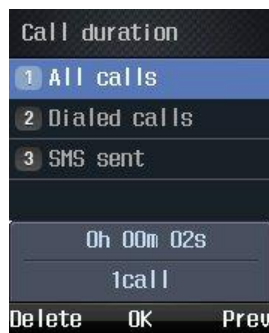 Call duration
1 All calls
2 Dialed calls
3 SMS sent
0h 00m 02s
1call
Delete OK Prev